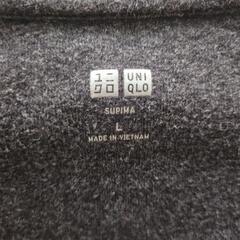 ユニ UNI
クロ QLO
SUPIMA
L
MADE IN VIETNAM